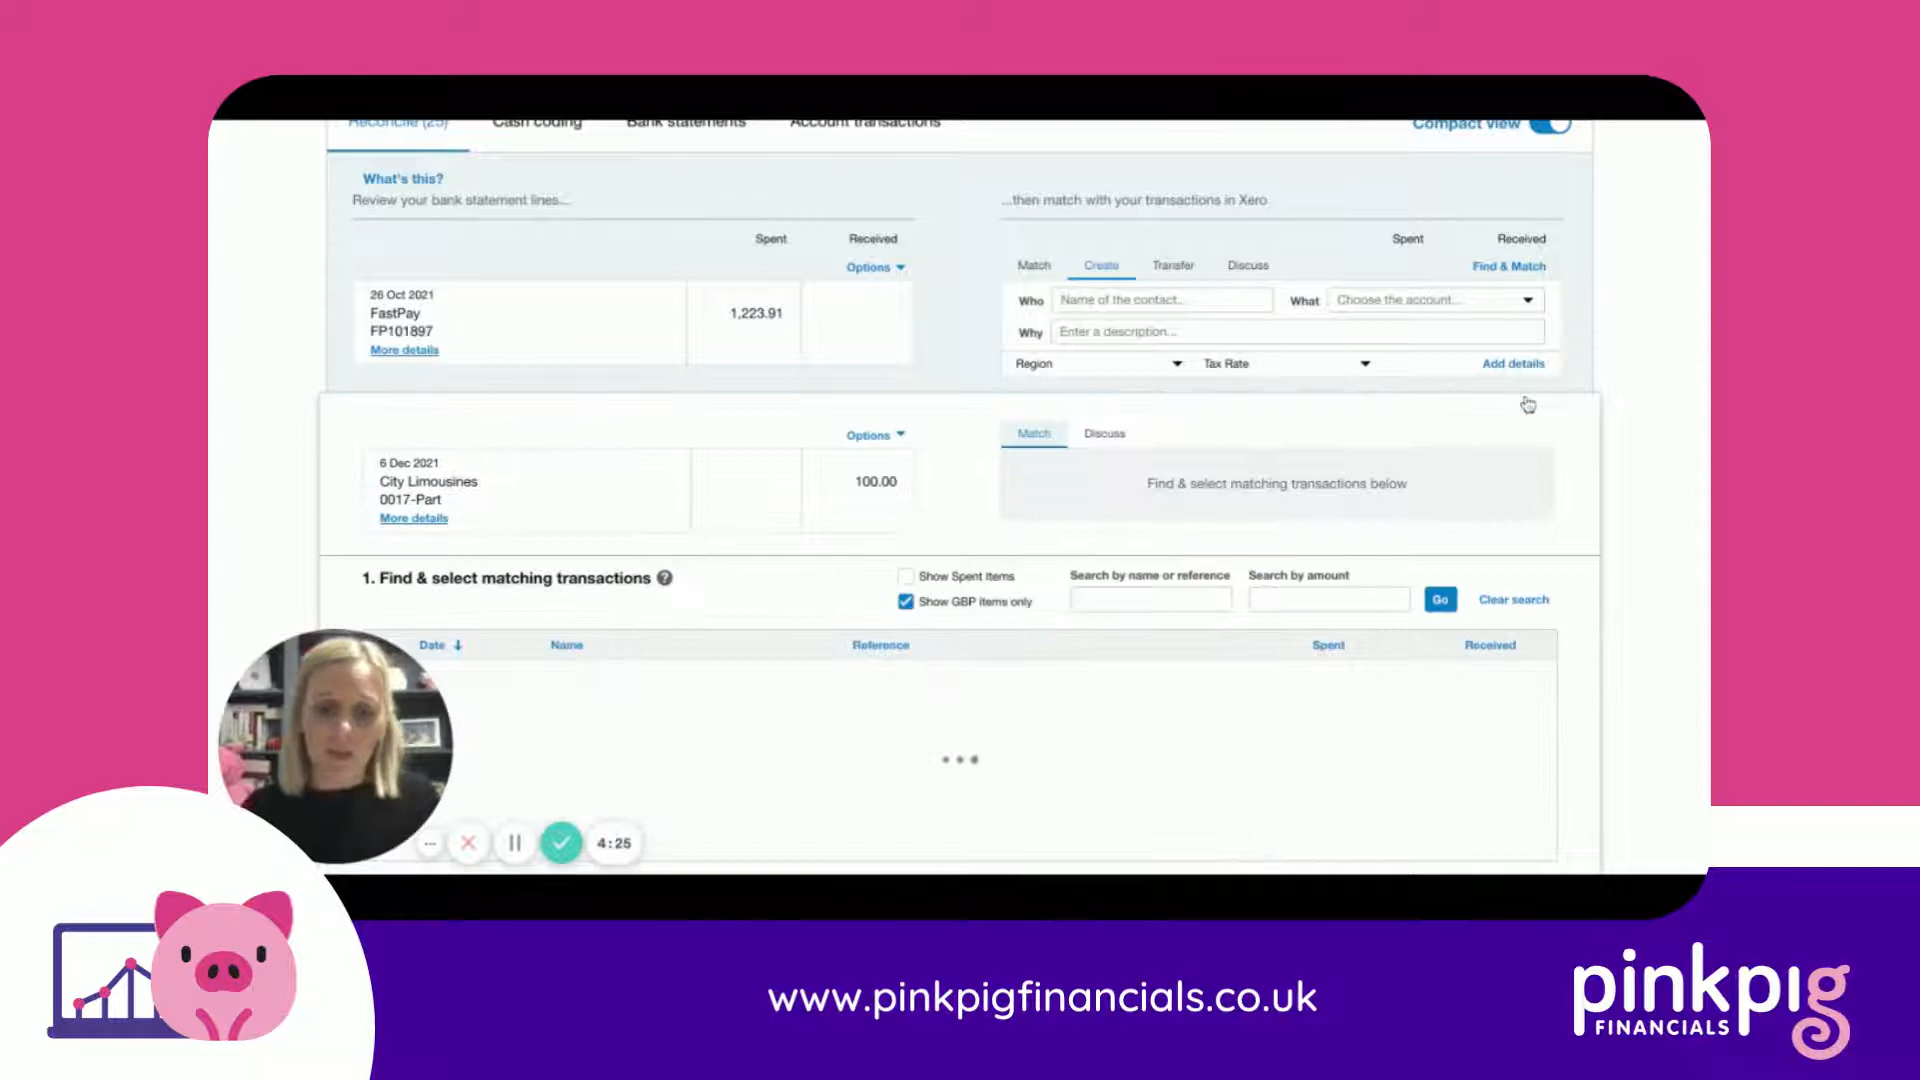 Reconcile (25) Cash coding Bank statements Account transactions Compact view
What's this?
Review your bank statement lines...
...then match with your transactions in Xero
Spent Received Spent Received
Options Match Create Transfer Discuss Find & Match
26 Oct 2021
FastPay
FP101897
More details
1,223.91
Who Name of the contact... What Choose the account...
Why Enter a description...
Region Tax Rate Add details
Options Match Discuss
6 Dec 2021
City Limousines
0017-Part
More details
100.00
Find & select matching transactions below
1. Find & select matching transactions ?
Show Spent Items
Show GBP items only
Search by name or reference Search by amount
Go Clear search
Date Name Reference Spent Received
4:25
www.pinkpigfinancials.co.uk
pinkpig
FINANCIALS